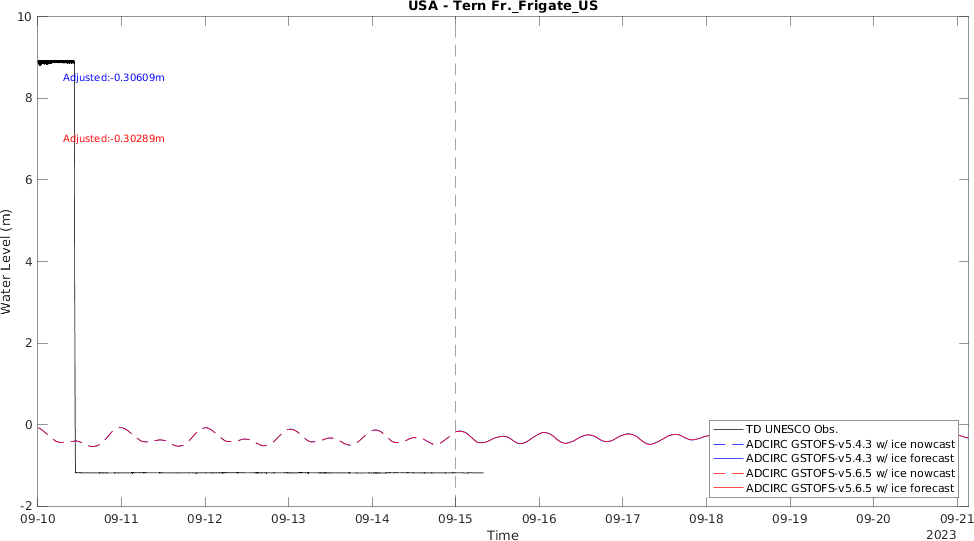 USA - Tern Fr._Frigate_US
10
8
6
4
2
0
-2
Water Level (m)
Adjusted:-0.30609m
Adjusted:-0.30289m
TD UNESCO Obs.
ADCIRC GSTOFS-v5.4.3 w/ ice nowcast
ADCIRC GSTOFS-v5.4.3 w/ ice forecast
ADCIRC GSTOFS-v5.6.5 w/ ice nowcast
ADCIRC GSTOFS-v5.6.5 w/ ice forecast
09-10 09-11 09-12 09-13 09-14 09-15 09-16 09-17 09-18 09-19 09-20 09-21
Time
2023